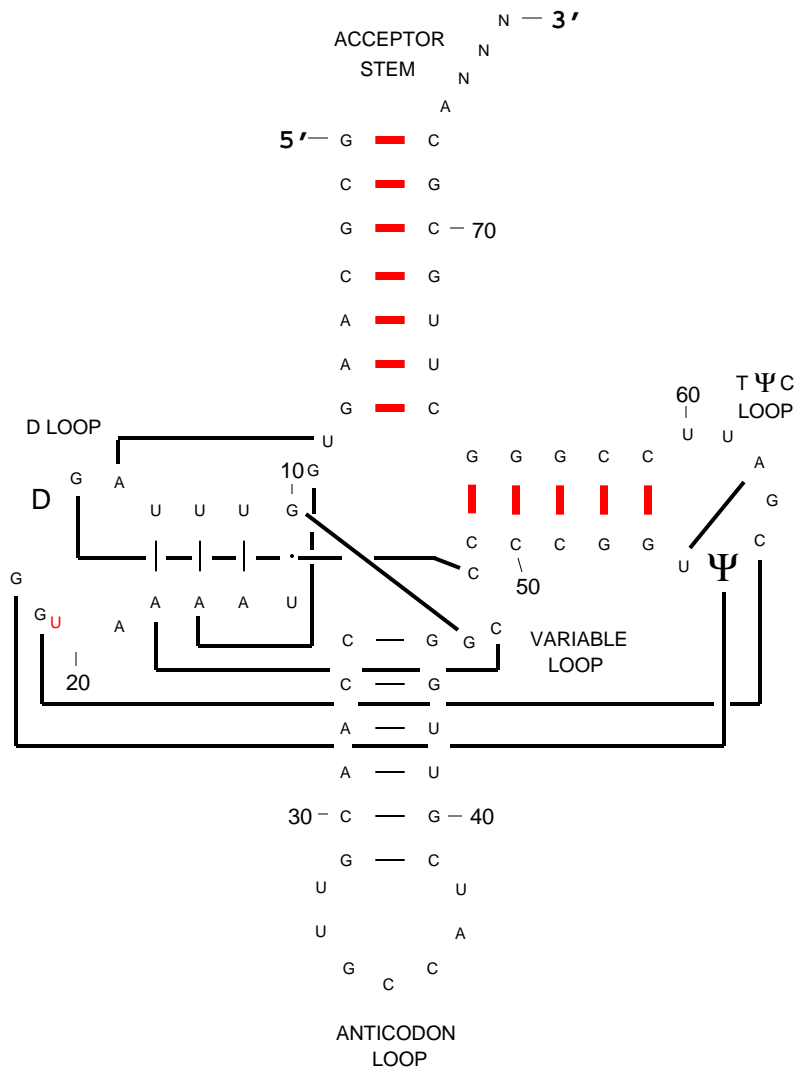 N — 3'
ACCEPTOR
STEM
N
N
A
5' — G C
C G
G C — 70
C G
A U
A U
G C
T Ψ C
LOOP
60
D LOOP
U
U U
G A
10 G
G G G C C
A
D
U U U G
G
C C C G G
C
G
U Ψ
C
50
G U
A A A A U
20
C G G C
VARIABLE
LOOP
C G
A U
A U
30 — C G — 40
G C
U U
U A
G C C
ANTICODON
LOOP